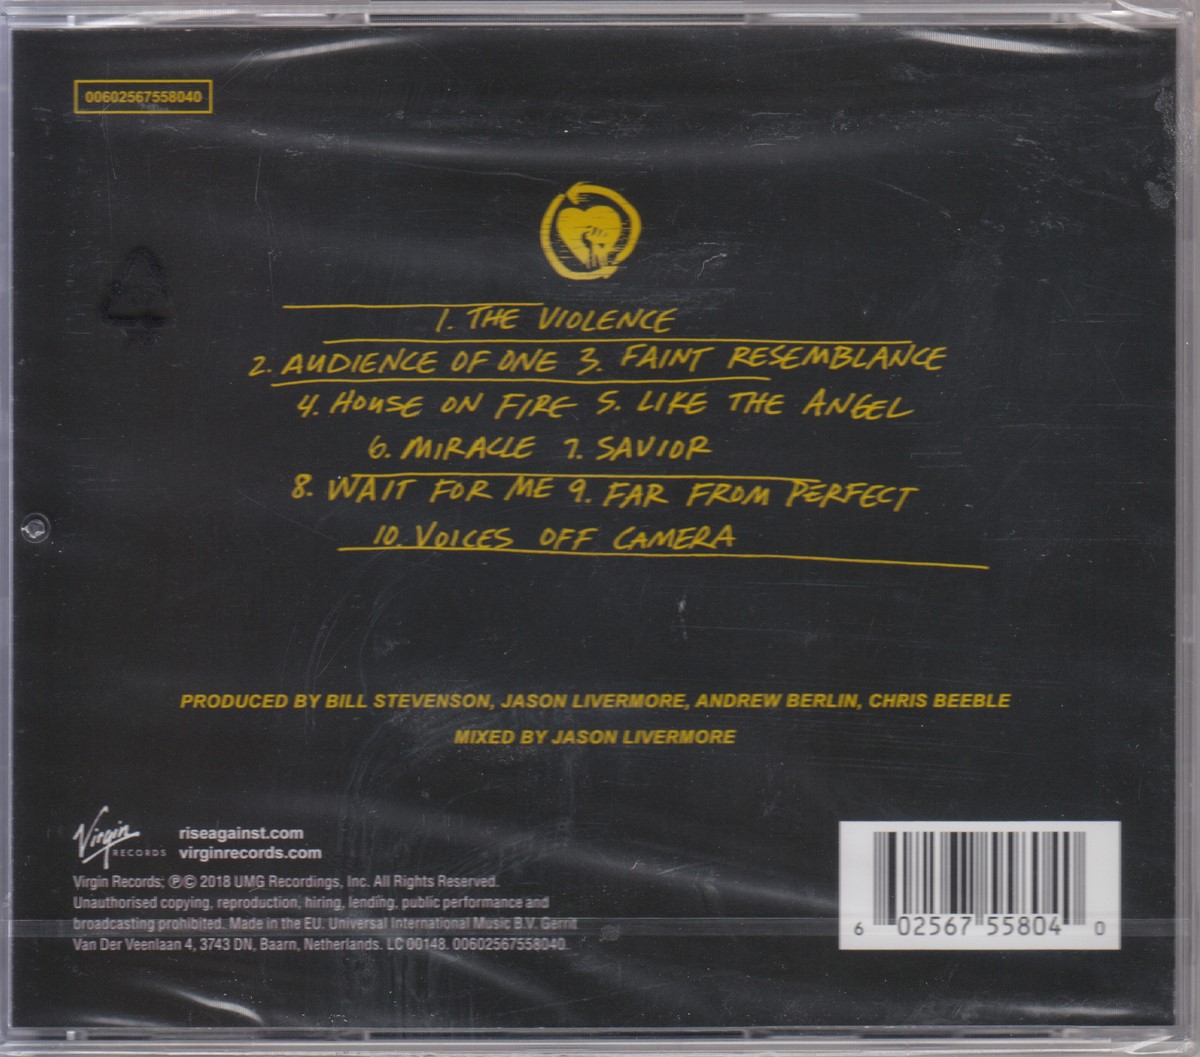 00602567558040
1. THE VIOLENCE
2. AUDIENCE OF ONE 3. FAINT RESEMBLANCE
4. HOUSE ON FIRE 5. LIKE THE ANGEL
6. MIRACLE 7. SAVIOR
8. WAIT FOR ME 9. FAR FROM PERFECT
10. VOICES OFF CAMERA
PRODUCED BY BILL STEVENSON, JASON LIVERMORE, ANDREW BERLIN, CHRIS BEEBLE
MIXED BY JASON LIVERMORE
Virgin RECORDS
riseagainst.com
virginrecords.com
Virgin Records; ℗© 2018 UMG Recordings, Inc. All Rights Reserved.
Unauthorised copying, reproduction, hiring, lending, public performance and
broadcasting prohibited. Made in the EU. Universal International Music B.V. Gerrit
Van Der Veenlaan 4, 3743 DN, Baarn, Netherlands. LC 00148. 00602567558040.
6 02567 55804 0